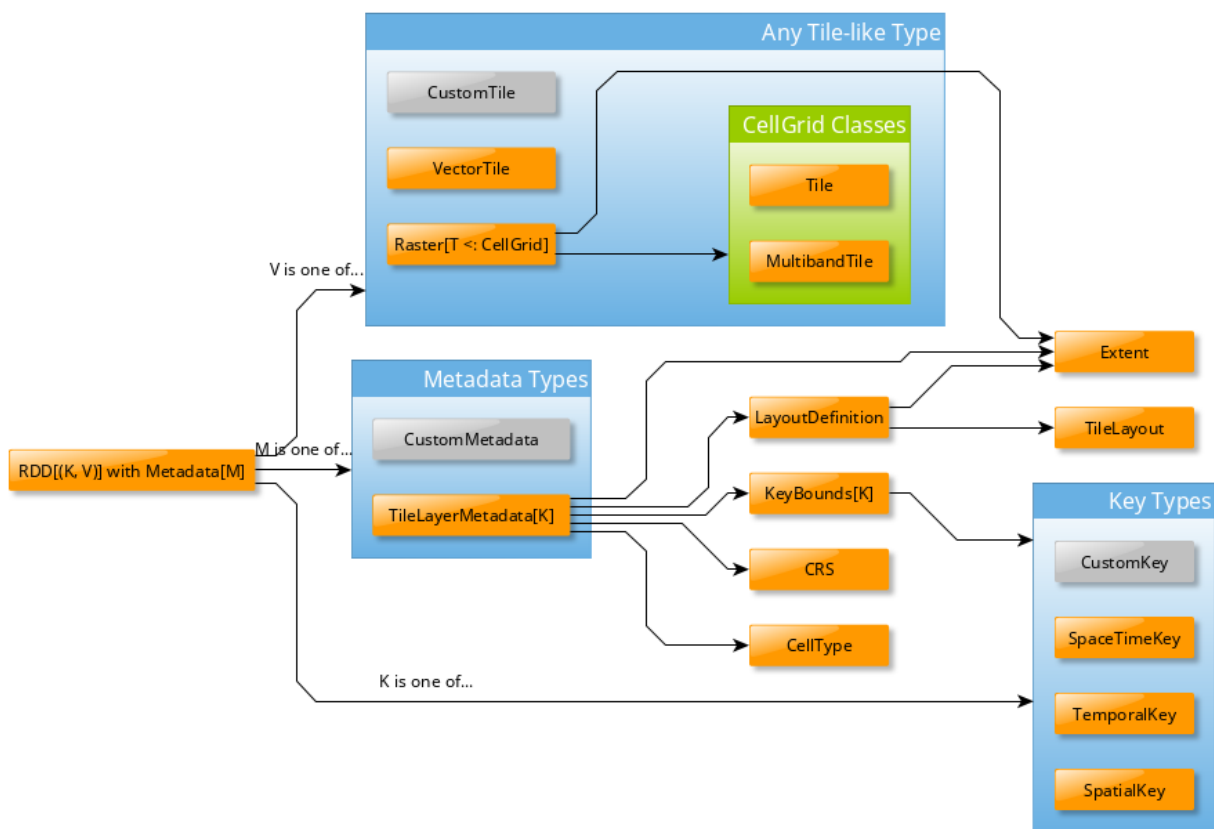 Any Tile-like Type
CustomTile
CellGrid Classes
VectorTile
Tile
Raster[T <: CellGrid]
MultibandTile
V is one of...
Extent
Metadata Types
LayoutDefinition
TileLayout
CustomMetadata
M is one of...
RDD[(K, V)] with Metadata[M]
KeyBounds[K]
Key Types
TileLayerMetadata[K]
CustomKey
CRS
SpaceTimeKey
CellType
K is one of...
TemporalKey
SpatialKey